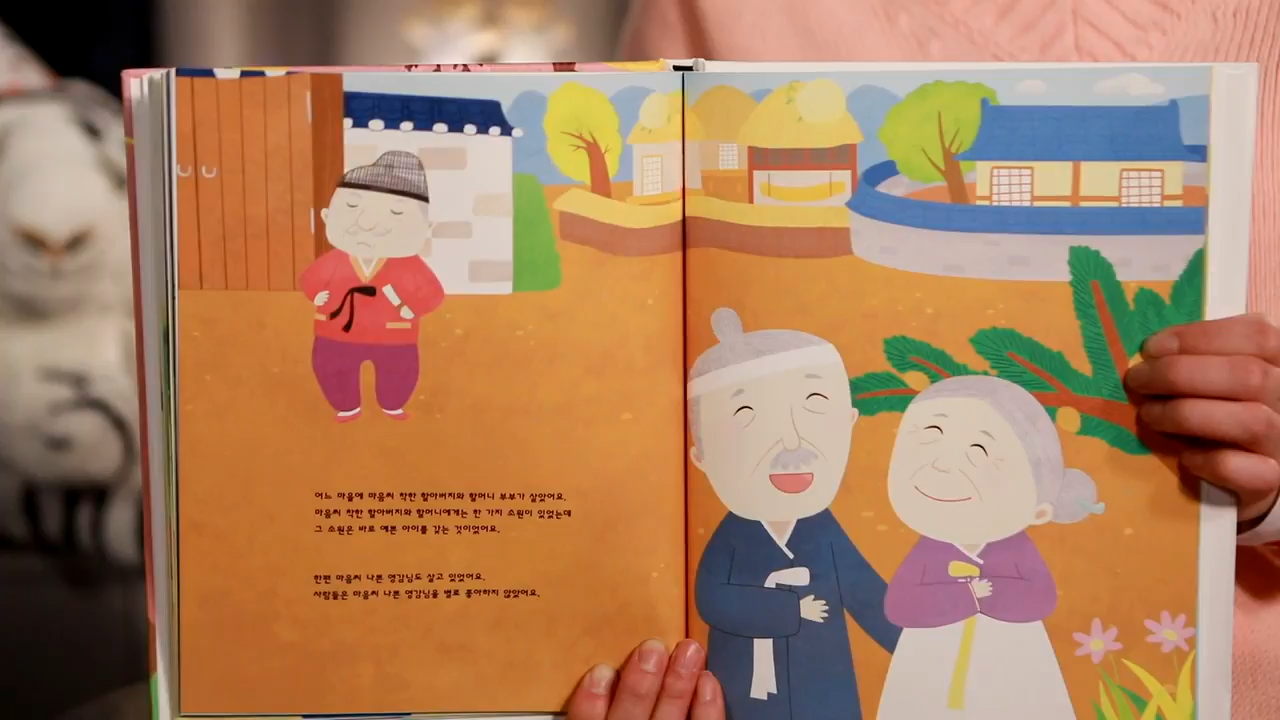 어느 마을에 마음씨 착한 할아버지와 할머니 부부가 살았어요.
마음씨 착한 할아버지와 할머니에게는 한 가지 소원이 있었는데
그 소원은 바로 예쁜 아이를 갖는 것이었어요.
한편 마음씨 나쁜 영감님도 살고 있었어요.
사람들은 마음씨 나쁜 영감님을 별로 좋아하지 않았어요.